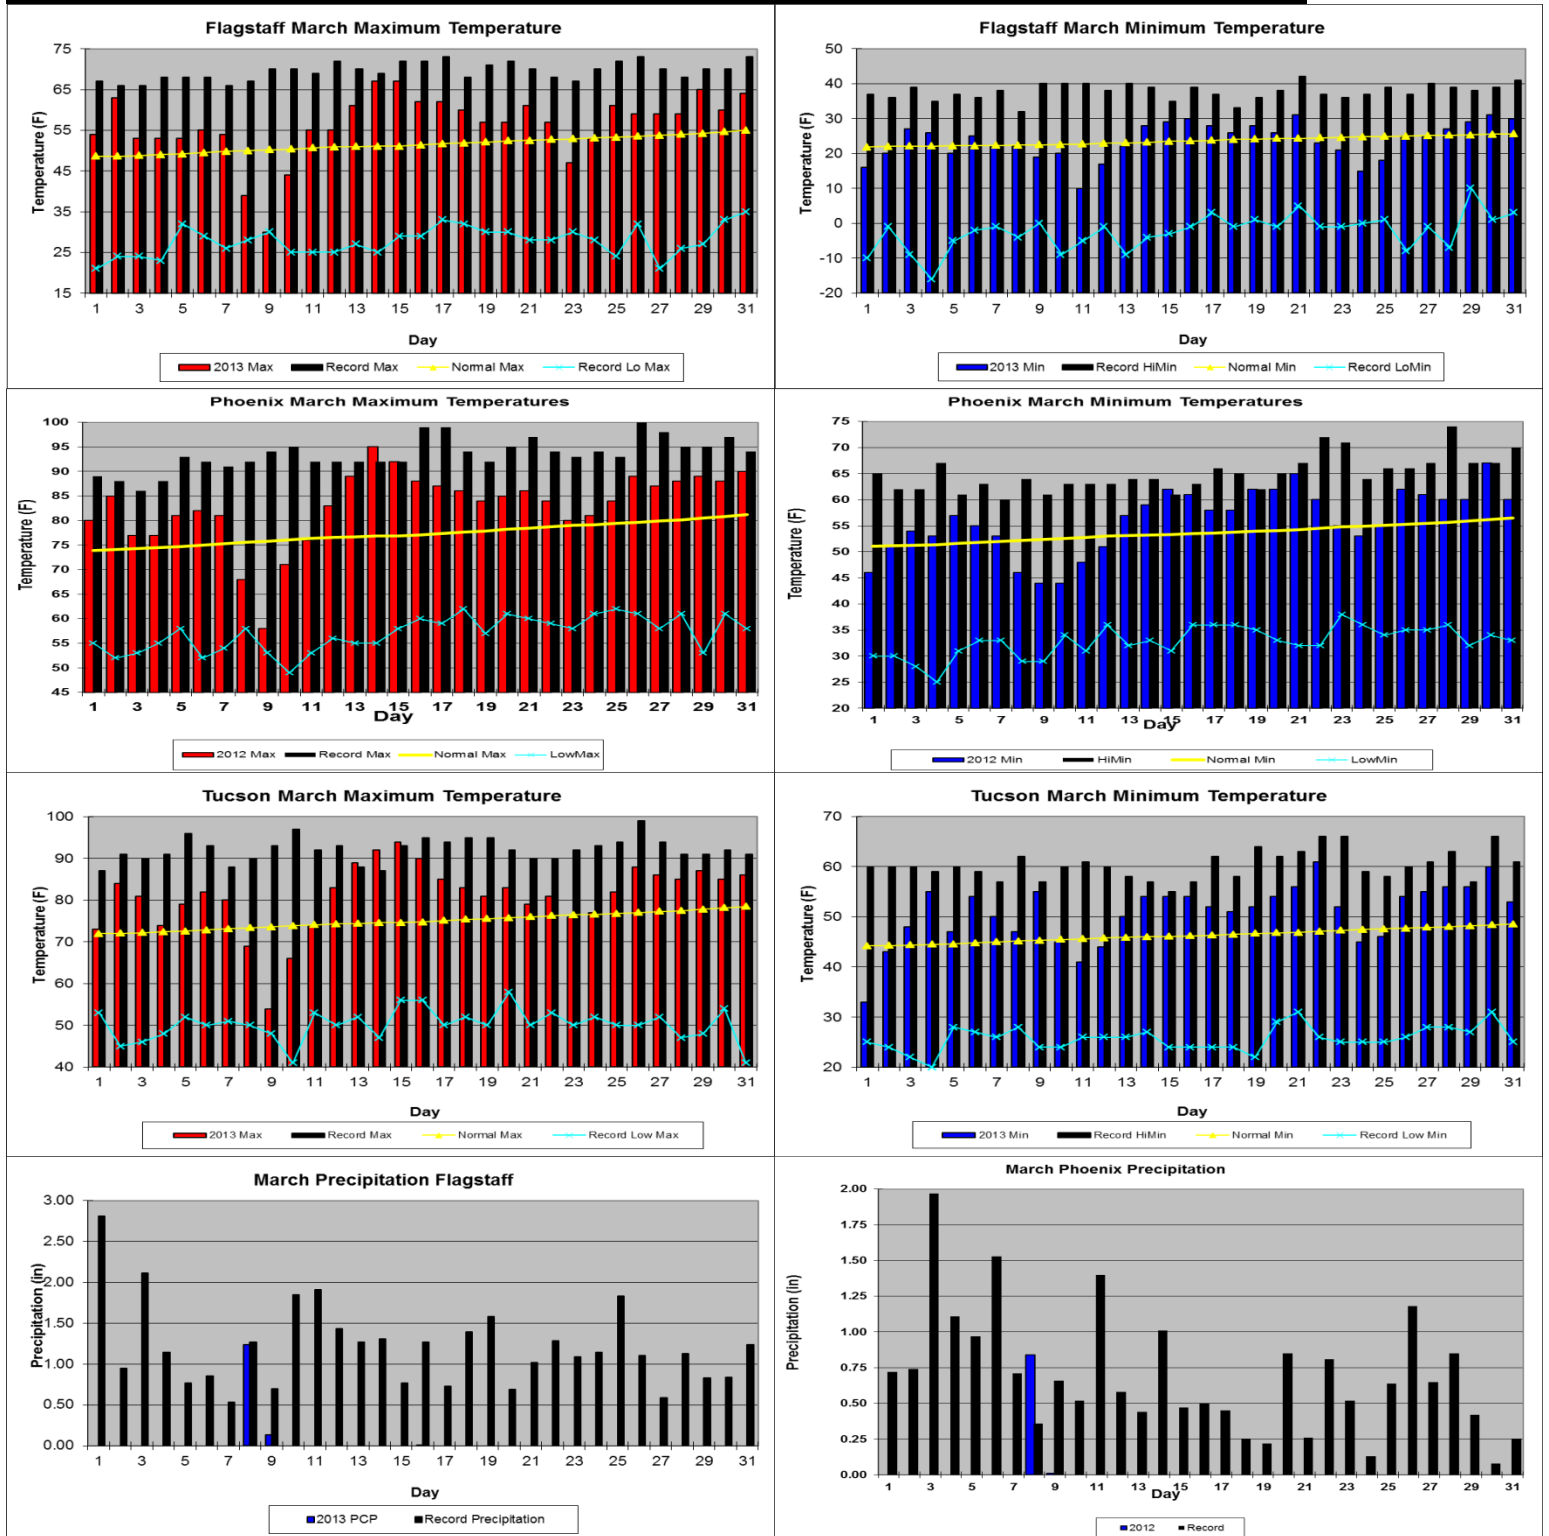 Flagstaff March Maximum Temperature
Temperature (F)
75
65
55
45
35
25
15
1 3 5 7 9 11 13 15 17 19 21 23 25 27 29 31
Day
2013 Max Record Max Normal Max Record Lo Max
Flagstaff March Minimum Temperature
Temperature (F)
50
40
30
20
10
0
-10
-20
1 3 5 7 9 11 13 15 17 19 21 23 25 27 29 31
Day
2013 Min Record HiMin Normal Min Record LoMin
Phoenix March Maximum Temperatures
Temperature (F)
100
95
90
85
80
75
70
65
60
55
50
45
1 3 5 7 9 11 13 15 17 19 21 23 25 27 29 31
Day
2012 Max Record Max Normal Max LowMax
Phoenix March Minimum Temperatures
Temperature (F)
75
70
65
60
55
50
45
40
35
30
25
20
1 3 5 7 9 11 13 15 17 19 21 23 25 27 29 31
Day
2012 Min HiMin Normal Min LowMin
Tucson March Maximum Temperature
Temperature (F)
100
90
80
70
60
50
40
1 3 5 7 9 11 13 15 17 19 21 23 25 27 29 31
Day
2013 Max Record Max Normal Max Record Low Max
Tucson March Minimum Temperature
Temperature (F)
70
60
50
40
30
20
1 3 5 7 9 11 13 15 17 19 21 23 25 27 29 31
Day
2013 Min Record HiMin Normal Min Record Low Min
March Precipitation Flagstaff
Precipitation (in)
3.00
2.50
2.00
1.50
1.00
0.50
0.00
1 3 5 7 9 11 13 15 17 19 21 23 25 27 29 31
Day
2013 PCP Record Precipitation
March Phoenix Precipitation
Precipitation (in)
2.00
1.75
1.50
1.25
1.00
0.75
0.50
0.25
0.00
1 3 5 7 9 11 13 15 17 19 21 23 25 27 29 31
Day
2012 Record